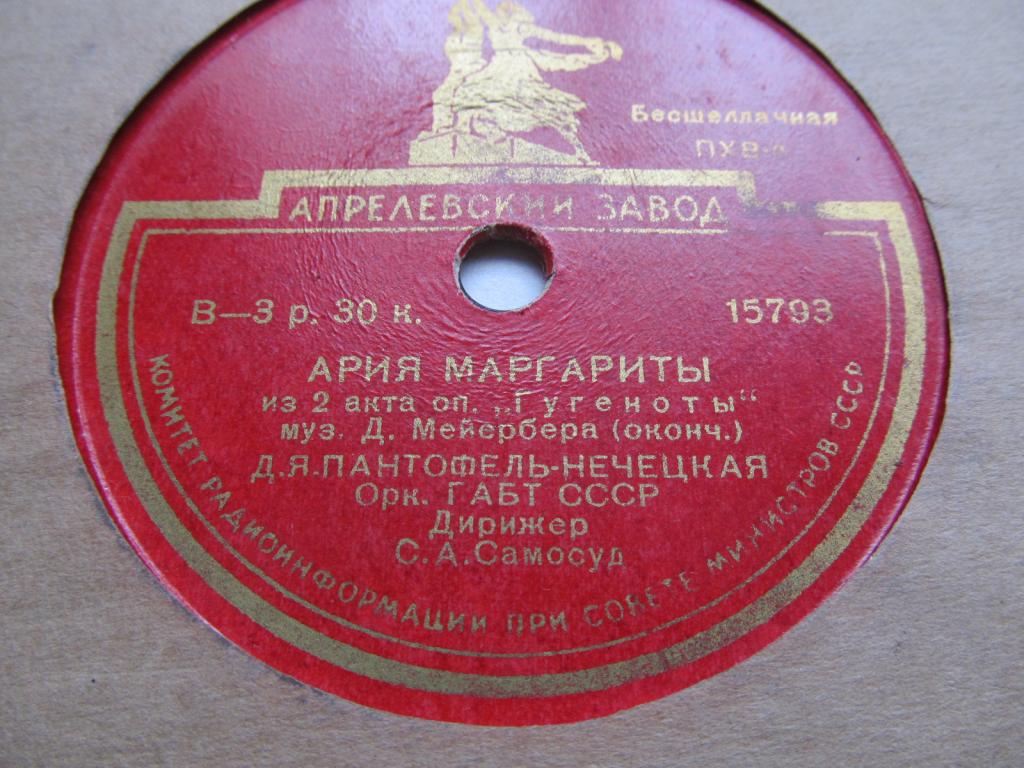 Бесшеллачная
ПХВ-
АПРЕЛЕВСКИЙ ЗАВОД
В—3 р. 30 к.
15793
АРИЯ МАРГАРИТЫ
из 2 акта оп. „Гугеноты“
муз. Д. Мейербера (оконч.)
Д.Я.ПАНТОФЕЛЬ-НЕЧЕЦКАЯ
Орк. ГАБТ СССР
Дирижер
С.А.Самосуд
КОМИТЕТ РАДИОИНФОРМАЦИИ ПРИ СОВЕТЕ МИНИСТРОВ СССР